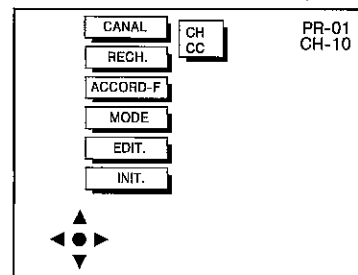 CANAL
CH
CC
RECH.
ACCORD-F
MODE
EDIT.
INIT.
PR-01
CH-10